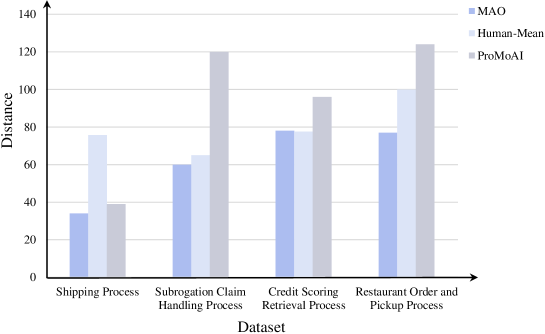 140
120
100
80
60
40
20
0
Distance
MAO
Human-Mean
ProMoAI
Shipping Process
Subrogation Claim
Handling Process
Credit Scoring
Retrieval Process
Restaurant Order and
Pickup Process
Dataset